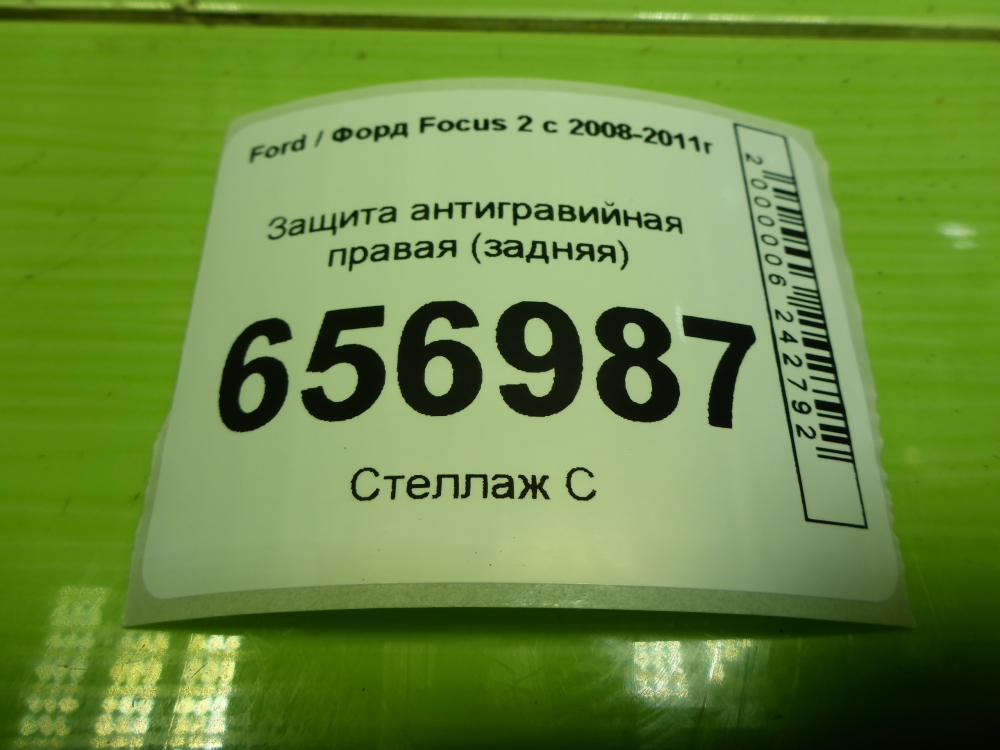 Ford / Форд Focus 2 с 2008-2011г
Защита антигравийная
правая (задняя)
656987
Стеллаж С
2000006242792